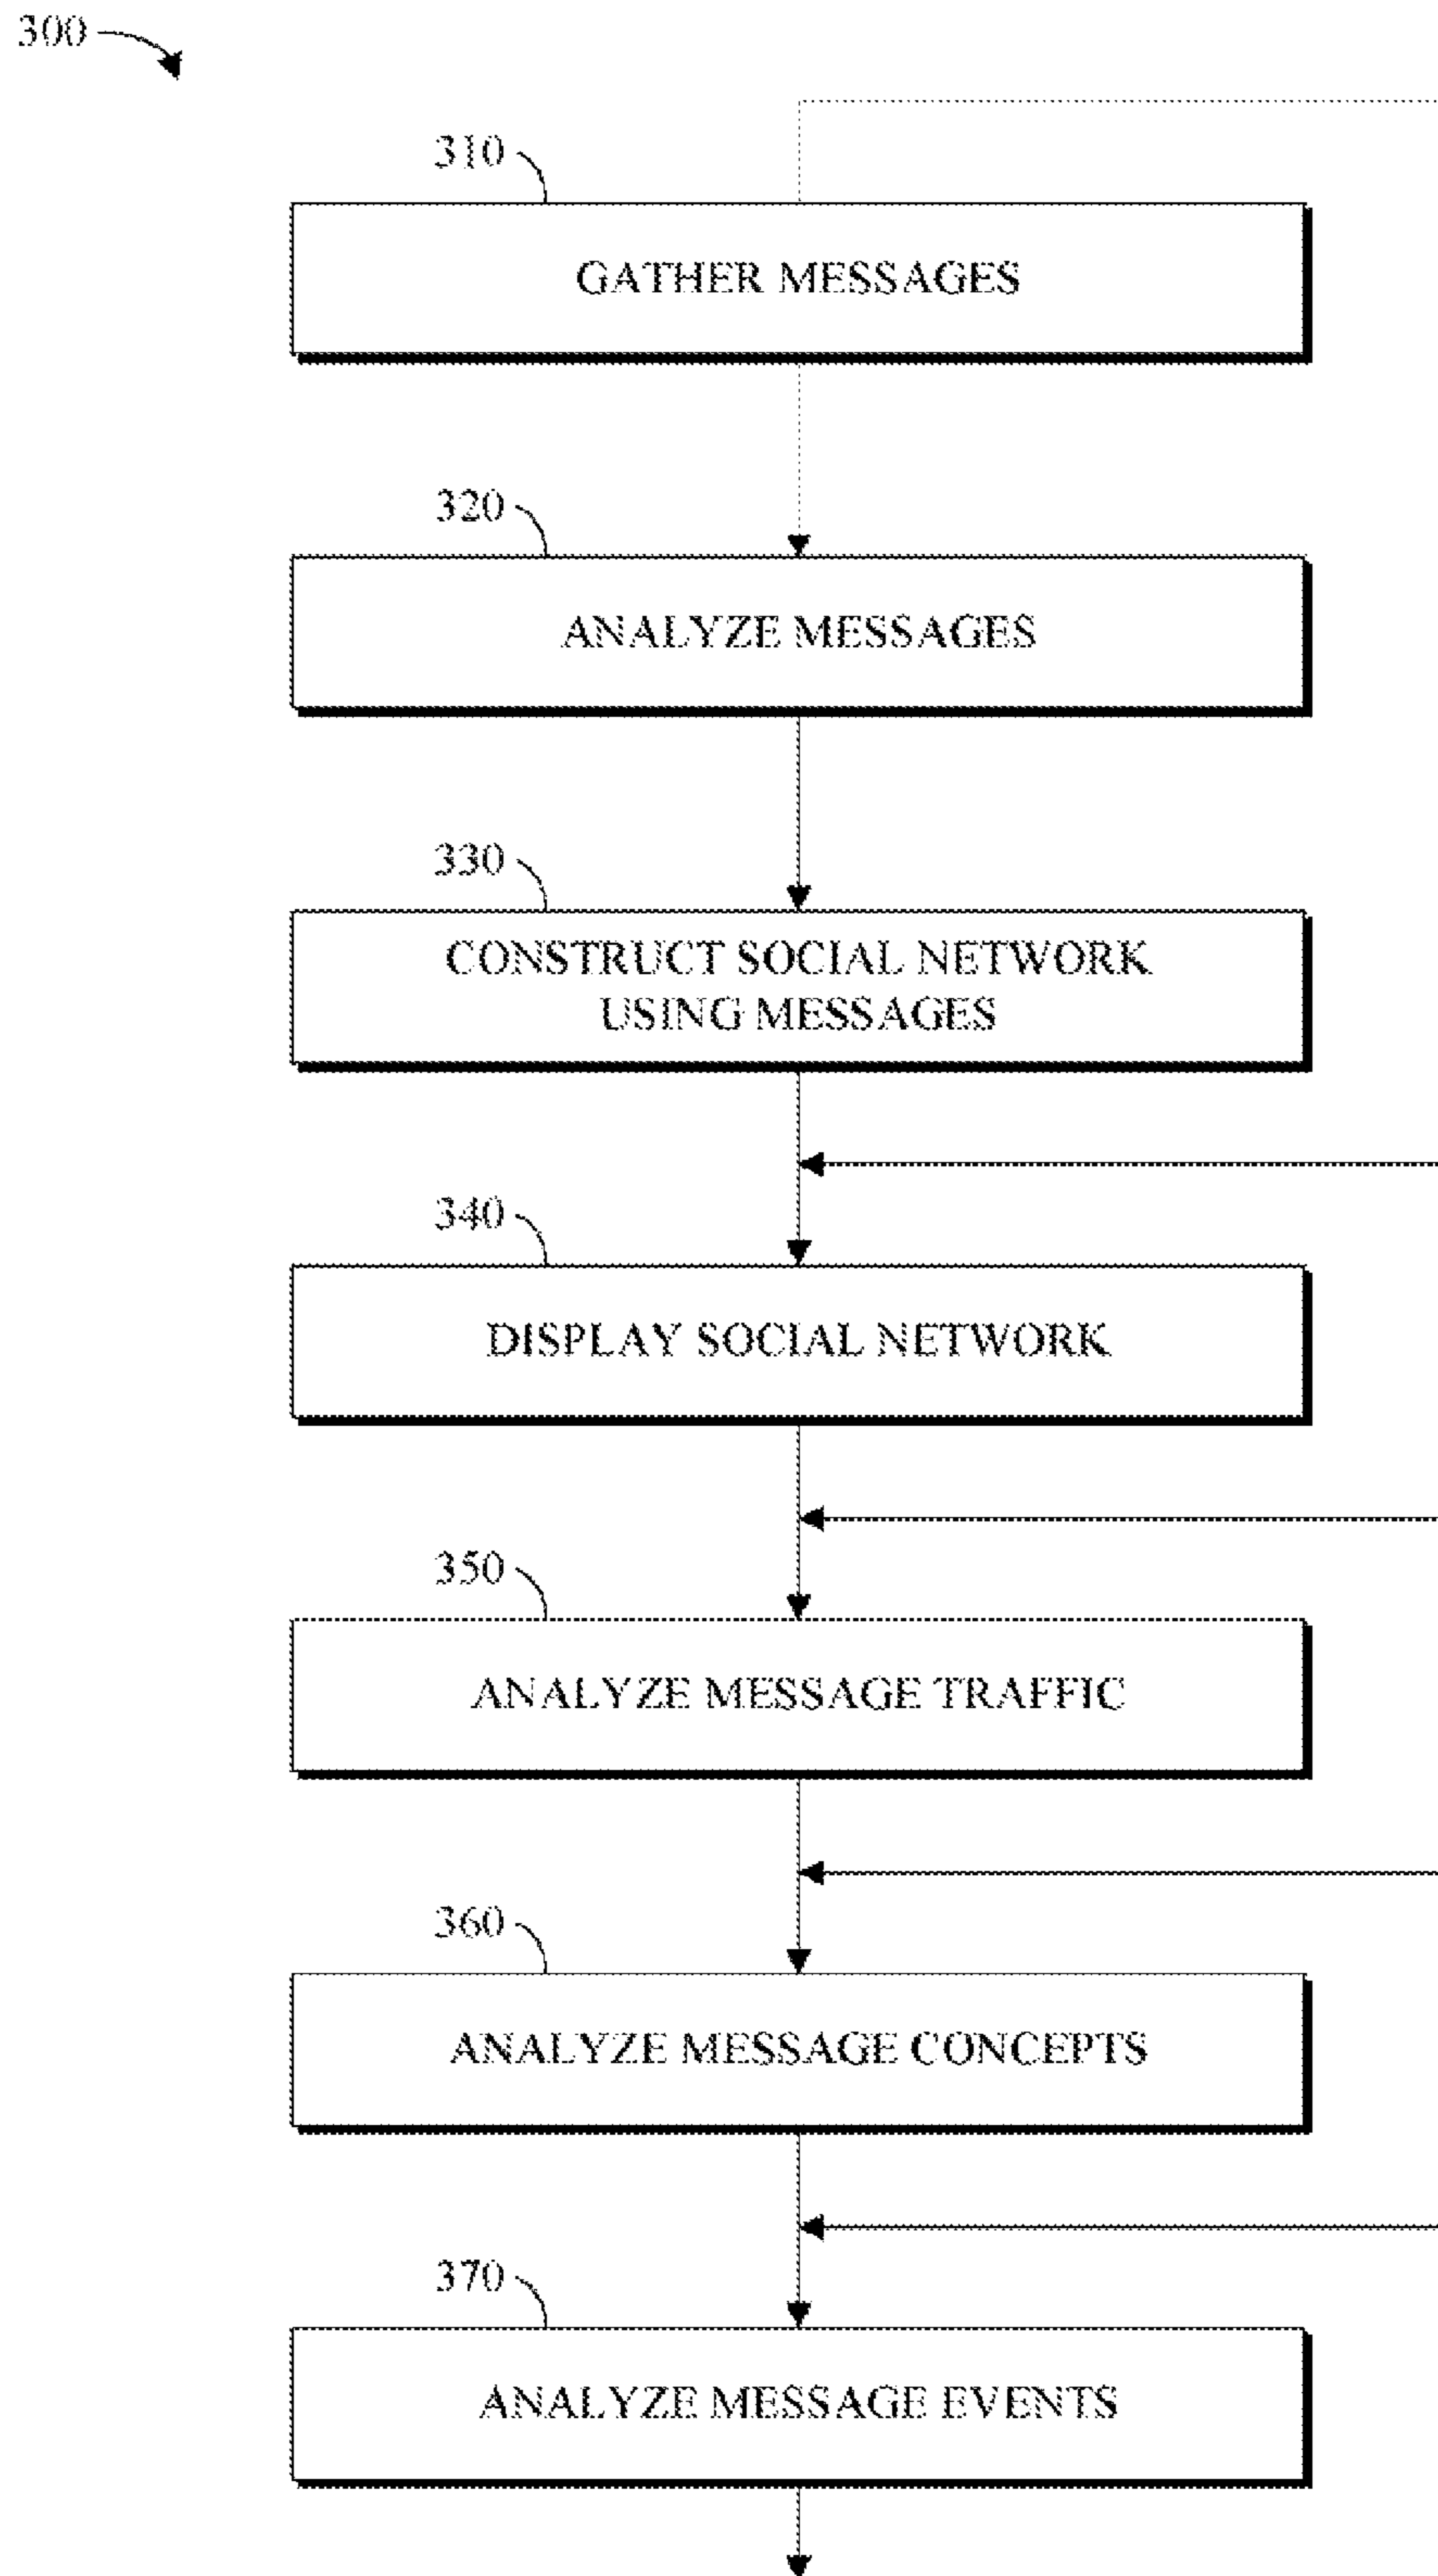 300
310
GATHER MESSAGES
320
ANALYZE MESSAGES
330
CONSTRUCT SOCIAL NETWORK
USING MESSAGES
340
DISPLAY SOCIAL NETWORK
350
ANALYZE MESSAGE TRAFFIC
360
ANALYZE MESSAGE CONCEPTS
370
ANALYZE MESSAGE EVENTS